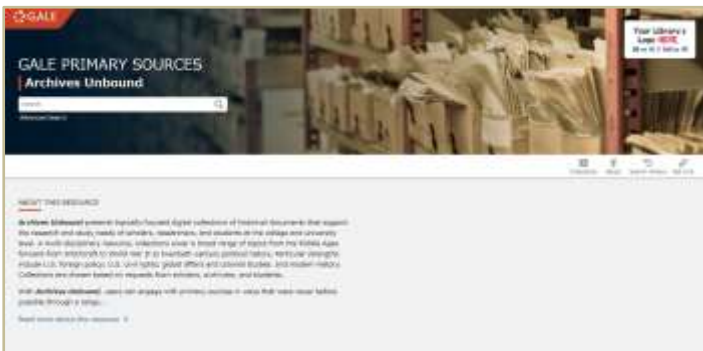 GALE
Your Library's
Logo HERE
GALE PRIMARY SOURCES
Archives Unbound
Search
Advanced Search
ABOUT THIS RESOURCE
Archives Unbound presents topically-focused digital collections of historical documents that support
the research and study needs of scholars, researchers, and students at the college and university
level. A multi-disciplinary resource, collections cover a broad range of topics from the Middle Ages
forward-from Witchcraft to World War II to twentieth-century political history. Particular strengths
include U.S. foreign policy; U.S. civil rights; global affairs and colonial studies; and modern history.
Collections are chosen based on requests from scholars, archivists, and students.
With Archives Unbound, users can engage with primary sources in ways that were never before
possible through a range...
Read more about this resource